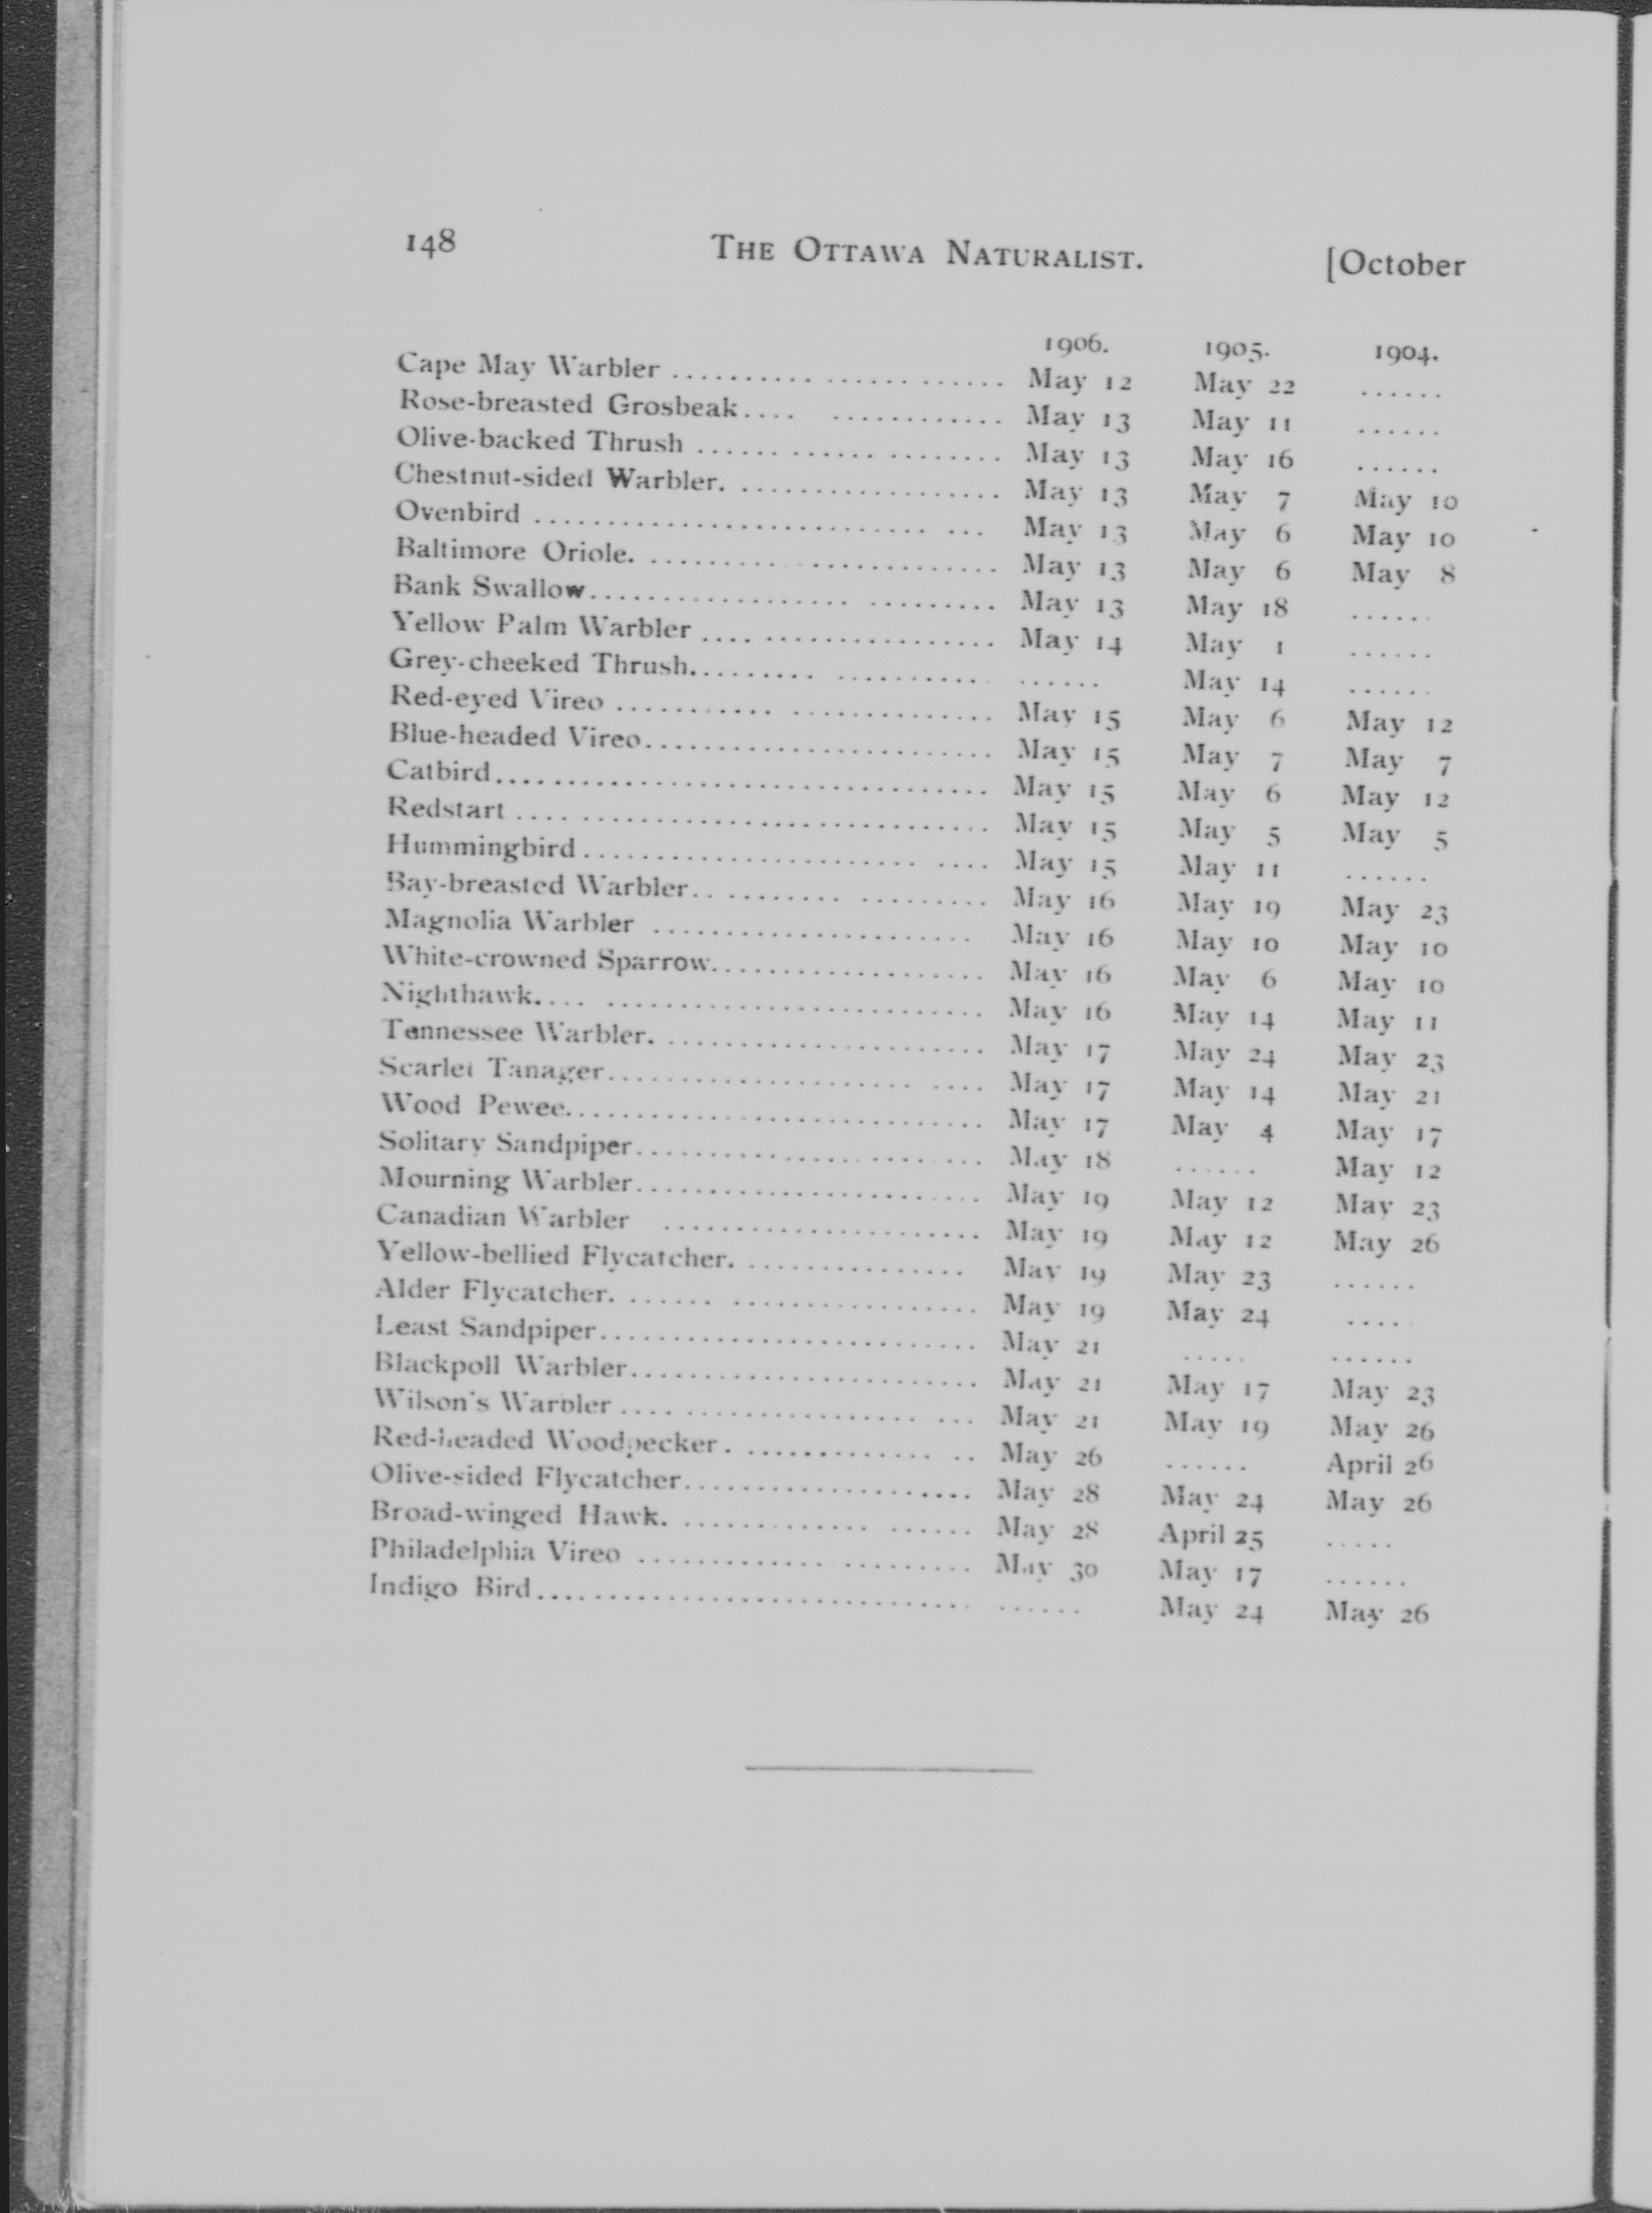 148 THE OTTAWA NATURALIST. [October
1906. 1905. 1904.
Cape May Warbler ...................... May 12 May 22 ......
Rose-breasted Grosbeak.... ............ May 13 May 11 ......
Olive-backed Thrush ..................... May 13 May 16 ......
Chestnut-sided Warbler. .................. May 13 May 7 May 10
Ovenbird ........................... ... May 13 May 6 May 10
Baltimore Oriole. ........................ May 13 May 6 May 8
Bank Swallow.................. ......... May 13 May 18 ......
Yellow Palm Warbler .... ................ May 14 May 1 ......
Grey-cheeked Thrush......... ........... ...... May 14 ......
Red-eyed Vireo ........... .............. May 15 May 6 May 12
Blue-headed Vireo........................ May 15 May 7 May 7
Catbird.................................. May 15 May 6 May 12
Redstart .... ............................ May 15 May 5 May 5
Hummingbird....................... .... May 15 May 11 ......
Bay-breasted Warbler.. ........ ......... May 16 May 19 May 23
Magnolia Warbler ...................... May 16 May 10 May 10
White-crowned Sparrow................... May 16 May 6 May 10
Nighthawk.... .......................... May 16 May 14 May 11
Tennessee Warbler. ...................... May 17 May 24 May 23
Scarlet Tanager..................... .... May 17 May 14 May 21
Wood Pewee............................. May 17 May 4 May 17
Solitary Sandpiper........................ May 18 ...... May 12
Mourning Warbler........................ May 19 May 12 May 23
Canadian Warbler ...................... May 19 May 12 May 26
Yellow-bellied Flycatcher. ............... May 19 May 23 ......
Alder Flycatcher. ...... ................. May 19 May 24 ....
Least Sandpiper.......................... May 21 ..... ......
Blackpoll Warbler........................ May 21 May 17 May 23
Wilson's Warbler .... ................ ... May 21 May 19 May 26
Red-headed Woodpecker. ............. .. May 26 ...... April 26
Olive-sided Flycatcher.................... May 28 May 24 May 26
Broad-winged Hawk. ............. ...... May 28 April 25 .....
Philadelphia Vireo ............. ......... May 30 May 17 ......
Indigo Bird.............................. ...... May 24 May 26